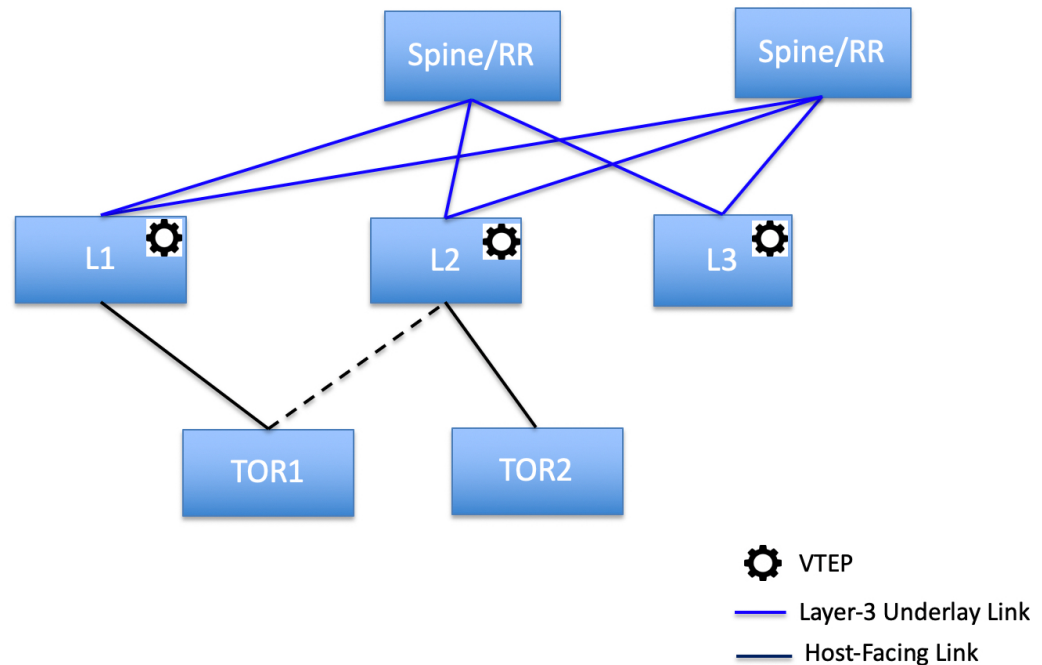 Spine/RR
Spine/RR
L1
L2
L3
TOR1
TOR2
VTEP
Layer-3 Underlay Link
Host-Facing Link